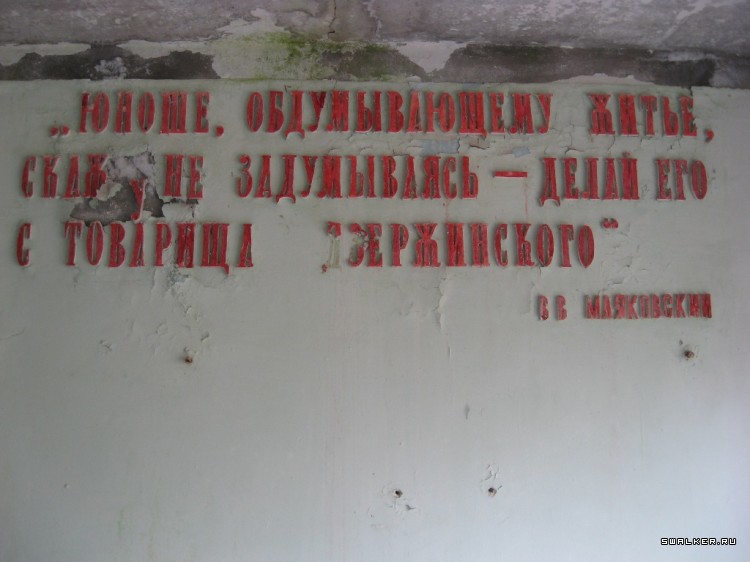 „ЮНОШЕ, ОБДУМЫВАЮЩЕМУ ЖИТЬЕ,
СКАЖУ НЕ ЗАДУМЫВАЯСЬ — ДЕЛАЙ ЕГО
С ТОВАРИЩА ДЗЕРЖИНСКОГО“
В В МАЯКОВСКИЙ
SWALKER.RU